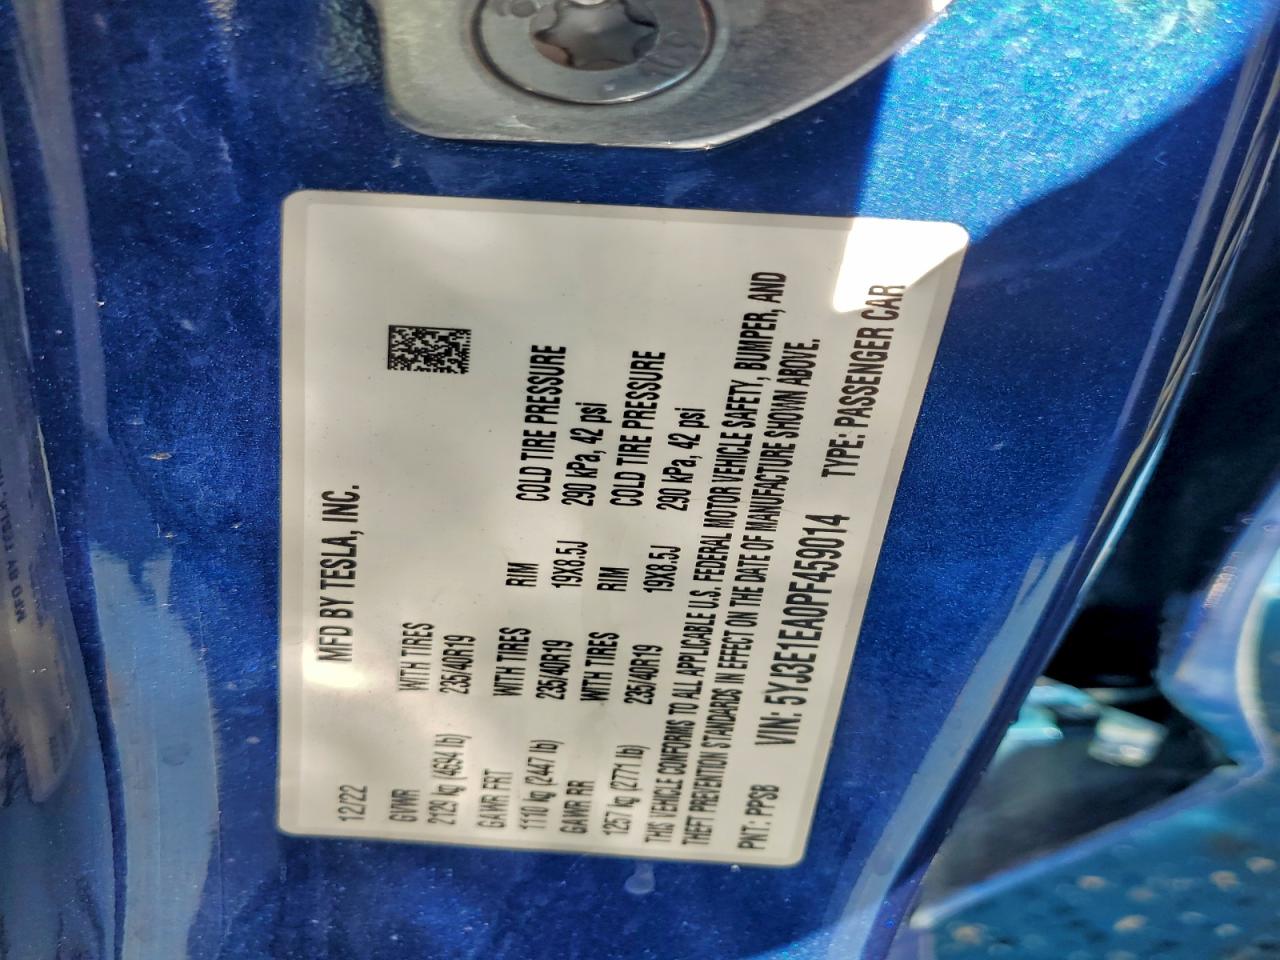 12/22 MFD BY TESLA, INC.
GVWR WITH TIRES
2129 kg (4694 lb) 235/40R19
GAWR FRT WITH TIRES RIM COLD TIRE PRESSURE
1110 kg (2447 lb) 235/40R19 19X8.5J 290 kPa, 42 psi
GAWR RR WITH TIRES RIM COLD TIRE PRESSURE
1257 kg (2771 lb) 235/40R19 19X8.5J 290 kPa, 42 psi
THIS VEHICLE CONFORMS TO ALL APPLICABLE U.S. FEDERAL MOTOR VEHICLE SAFETY, BUMPER, AND
THEFT PREVENTION STANDARDS IN EFFECT ON THE DATE OF MANUFACTURE SHOWN ABOVE.
PNT: PPSB VIN: 5YJ3E1EA0PF459014 TYPE: PASSENGER CAR